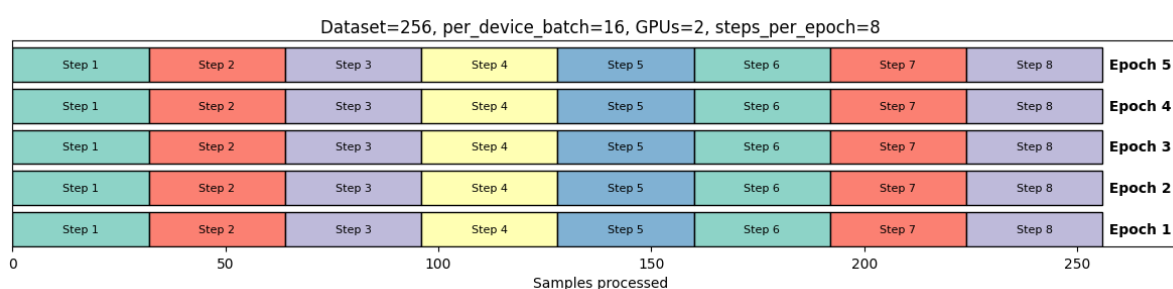 Dataset=256, per_device_batch=16, GPUs=2, steps_per_epoch=8
Step 1 Step 2 Step 3 Step 4 Step 5 Step 6 Step 7 Step 8 Epoch 5
Step 1 Step 2 Step 3 Step 4 Step 5 Step 6 Step 7 Step 8 Epoch 4
Step 1 Step 2 Step 3 Step 4 Step 5 Step 6 Step 7 Step 8 Epoch 3
Step 1 Step 2 Step 3 Step 4 Step 5 Step 6 Step 7 Step 8 Epoch 2
Step 1 Step 2 Step 3 Step 4 Step 5 Step 6 Step 7 Step 8 Epoch 1
0 50 100 150 200 250
Samples processed